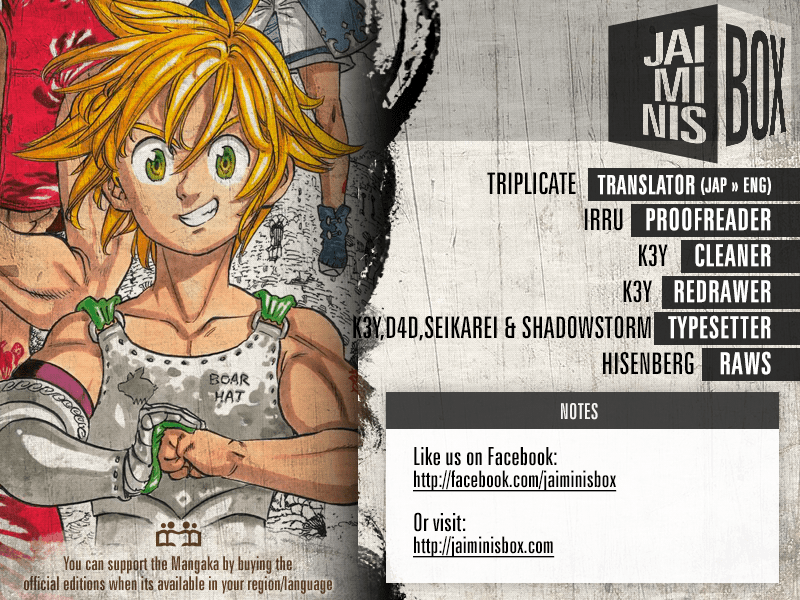 JAI
MI
NIS
BOX
TRIPLICATE TRANSLATOR (JAP » ENG)
IRRU PROOFREADER
K3Y CLEANER
K3Y REDRAWER
K3Y,D4D,SEIKAREI & SHADOWSTORM TYPESETTER
HISENBERG RAWS
BOAR
HAT
NOTES
Like us on Facebook:
http://facebook.com/jaiminisbox
Or visit:
http://jaiminisbox.com
You can support the Mangaka by buying the
official editions when its available in your region/language